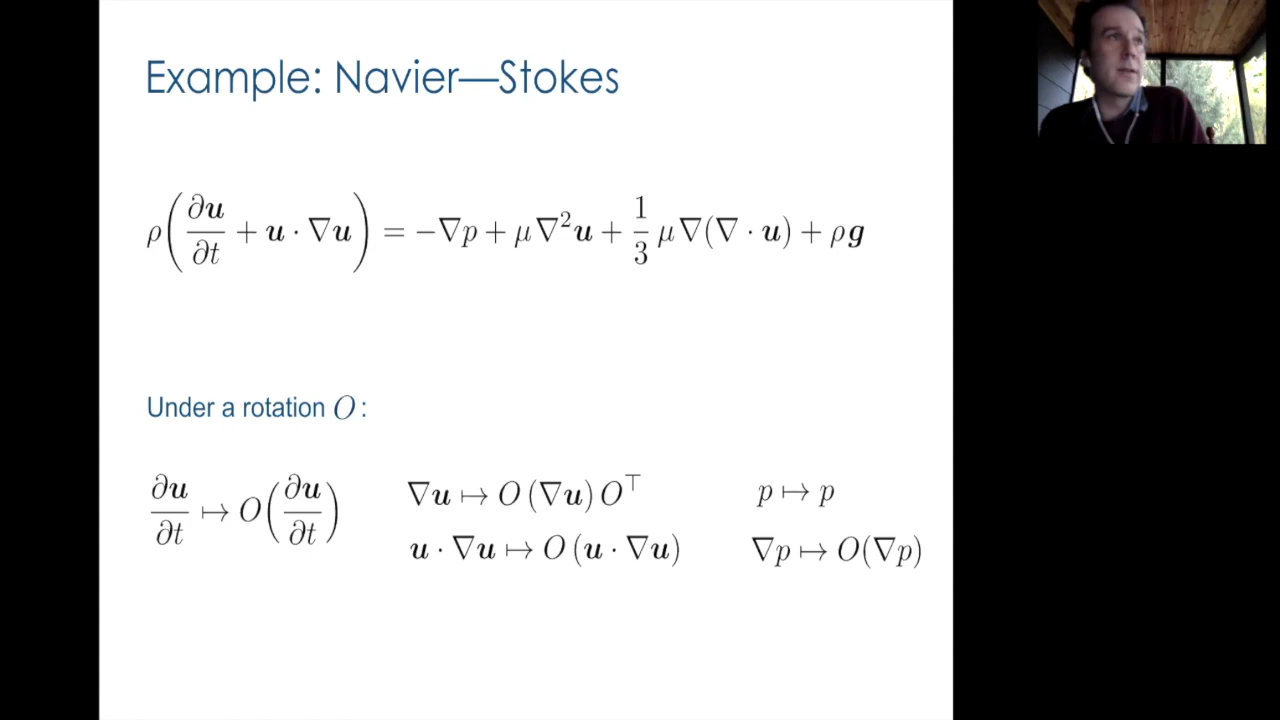 Example: Navier—Stokes
ρ(∂u/∂t + u · ∇u) = −∇p + μ∇²u + 1/3 μ∇(∇ · u) + ρg
Under a rotation O :
∂u/∂t ↦ O(∂u/∂t)
∇u ↦ O (∇u) O⊤
u · ∇u ↦ O (u · ∇u)
p ↦ p
∇p ↦ O(∇p)